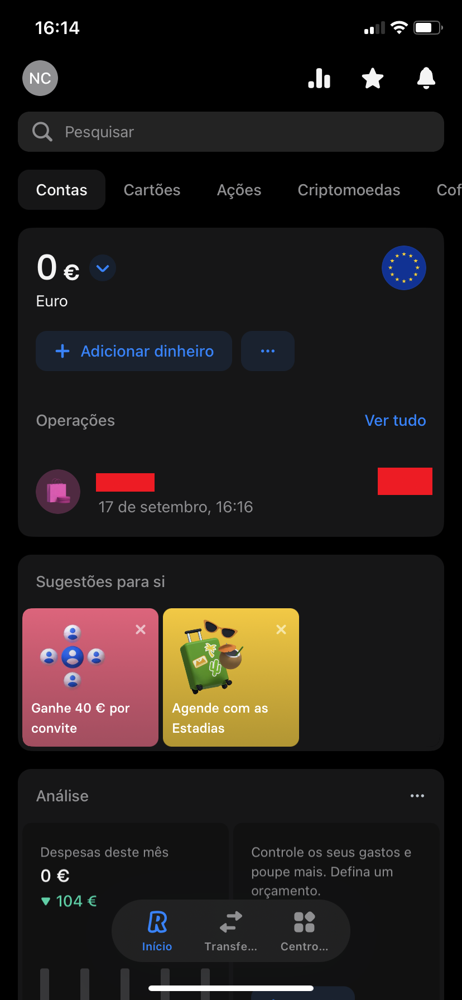 16:14
NC
Pesquisar
Contas
Cartões
Ações
Criptomoedas
Cof
0 €
Euro
+ Adicionar dinheiro
...
Operações
Ver tudo
17 de setembro, 16:16
Sugestões para si
Ganhe 40 € por
convite
Agende com as
Estadias
Análise
...
Despesas deste mês
0 €
▼ 104 €
Controle os seus gastos e
poupe mais. Defina um
orçamento.
R
Início
Transfe...
Centro...